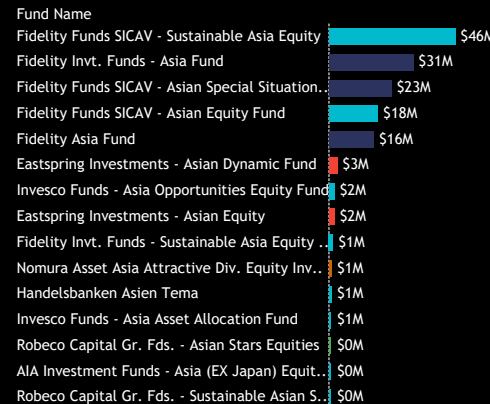 Fund Name
Fidelity Funds SICAV - Sustainable Asia Equity $46M
Fidelity Invt. Funds - Asia Fund $31M
Fidelity Funds SICAV - Asian Special Situation.. $23M
Fidelity Funds SICAV - Asian Equity Fund $18M
Fidelity Asia Fund $16M
Eastspring Investments - Asian Dynamic Fund $3M
Invesco Funds - Asia Opportunities Equity Fund $2M
Eastspring Investments - Asian Equity $2M
Fidelity Invt. Funds - Sustainable Asia Equity .. $1M
Nomura Asset Asia Attractive Div. Equity Inv.. $1M
Handelsbanken Asien Tema $1M
Invesco Funds - Asia Asset Allocation Fund $1M
Robeco Capital Gr. Fds. - Asian Stars Equities $0M
AIA Investment Funds - Asia (EX Japan) Equit.. $0M
Robeco Capital Gr. Fds. - Sustainable Asian S.. $0M